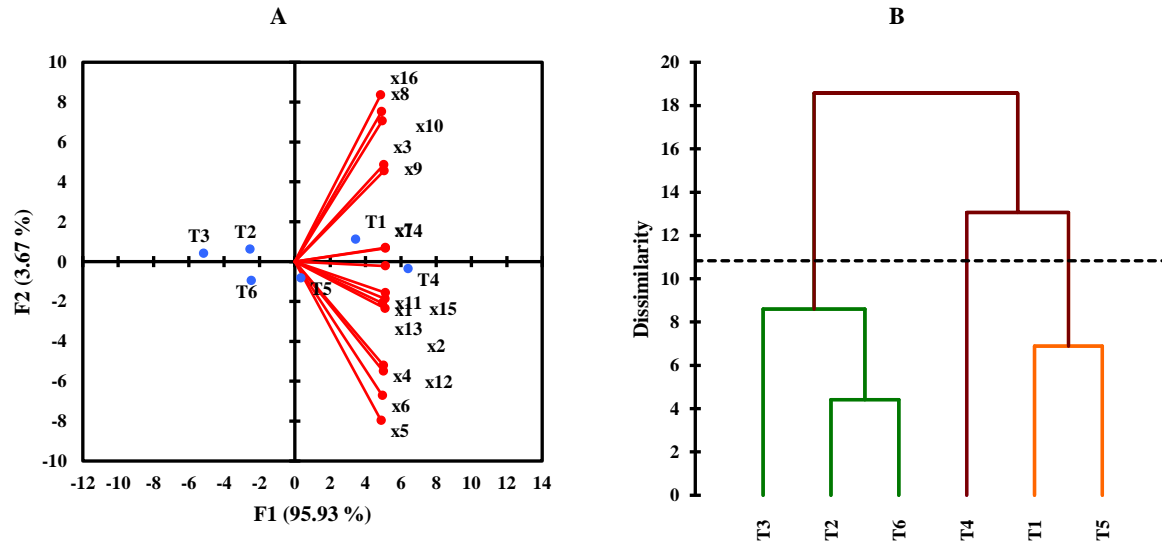 A
B
10
8
6
4
2
0
-2
-4
-6
-8
-10
F2 (3.67 %)
x16
x8
x10
x3
x9
T1
x14
x7
T3
T2
T6
T5
T4
x11
x1
x15
x13
x2
x4
x12
x6
x5
-12 -10 -8 -6 -4 -2 0 2 4 6 8 10 12 14
F1 (95.93 %)
20
18
16
14
12
10
8
6
4
2
0
Dissimilarity
T3 T2 T6 T4 T1 T5